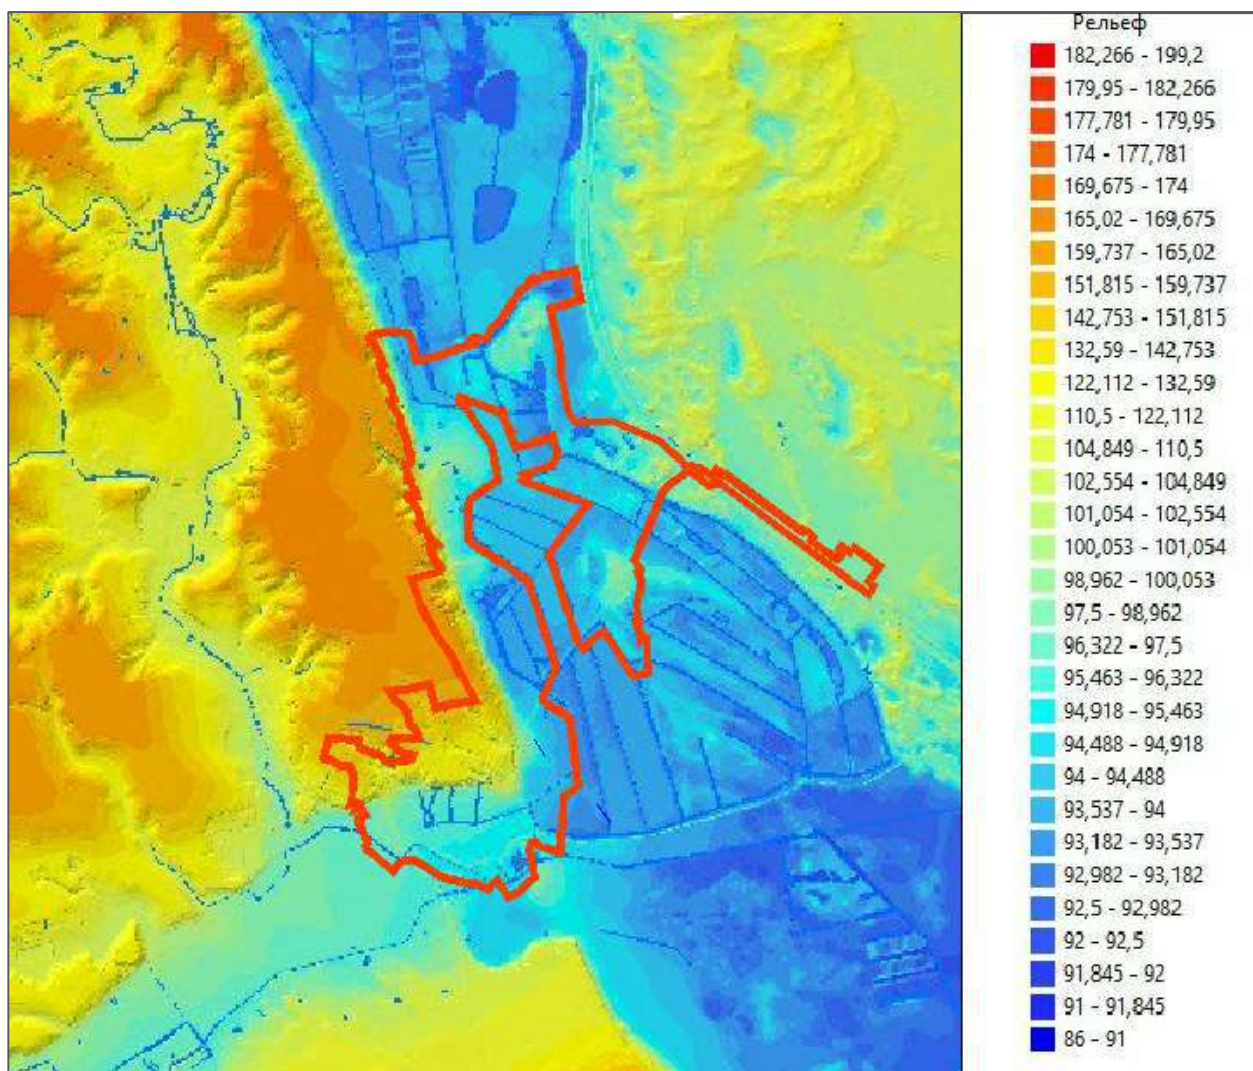 Рельеф
182,266 - 199,2
179,95 - 182,266
177,781 - 179,95
174 - 177,781
169,675 - 174
165,02 - 169,675
159,737 - 165,02
151,815 - 159,737
142,753 - 151,815
132,59 - 142,753
122,112 - 132,59
110,5 - 122,112
104,849 - 110,5
102,554 - 104,849
101,054 - 102,554
100,053 - 101,054
98,962 - 100,053
97,5 - 98,962
96,322 - 97,5
95,463 - 96,322
94,918 - 95,463
94,488 - 94,918
94 - 94,488
93,537 - 94
93,182 - 93,537
92,982 - 93,182
92,5 - 92,982
92 - 92,5
91,845 - 92
91 - 91,845
86 - 91